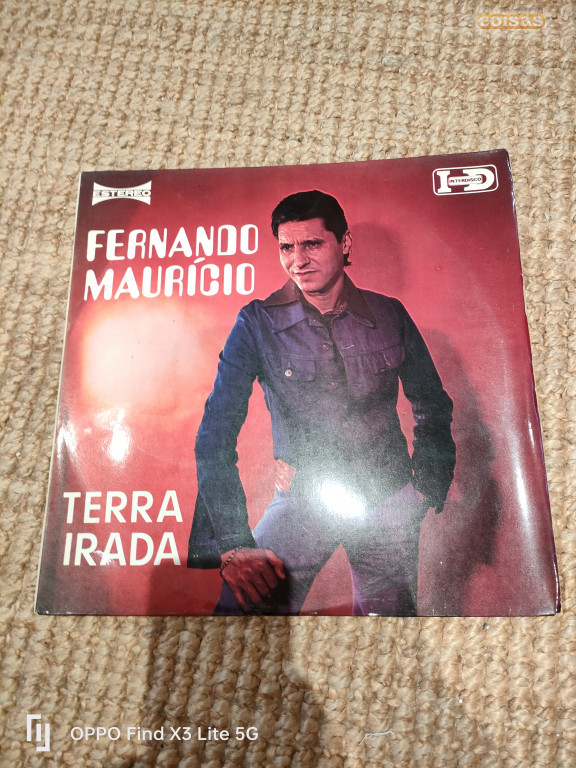 coisas
ESTEREO
INTERDISCO
FERNANDO
MAURÍCIO
TERRA
IRADA
OPPO Find X3 Lite 5G